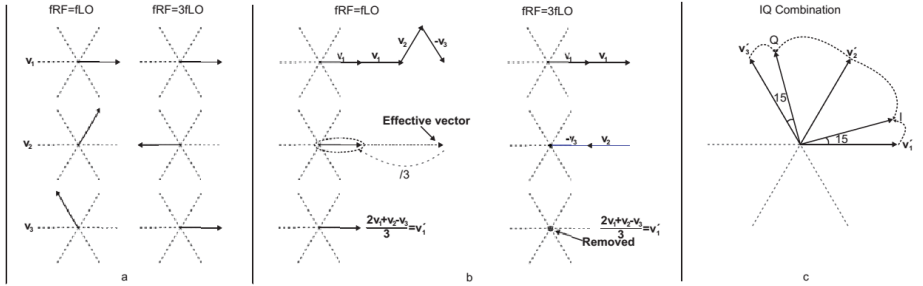 fRF=fLO
fRF=3fLO
v1
v2
v3
a
fRF=fLO
fRF=3fLO
v1 v1 v2 -v3
v1 v1
Effective vector
/3
-v3 v2
2v1+v2-v3
3
=v1´
2v1+v2-v3
3
=v1´
Removed
b
IQ Combination
v3´
Q
v2´
15
I
15
v1´
c